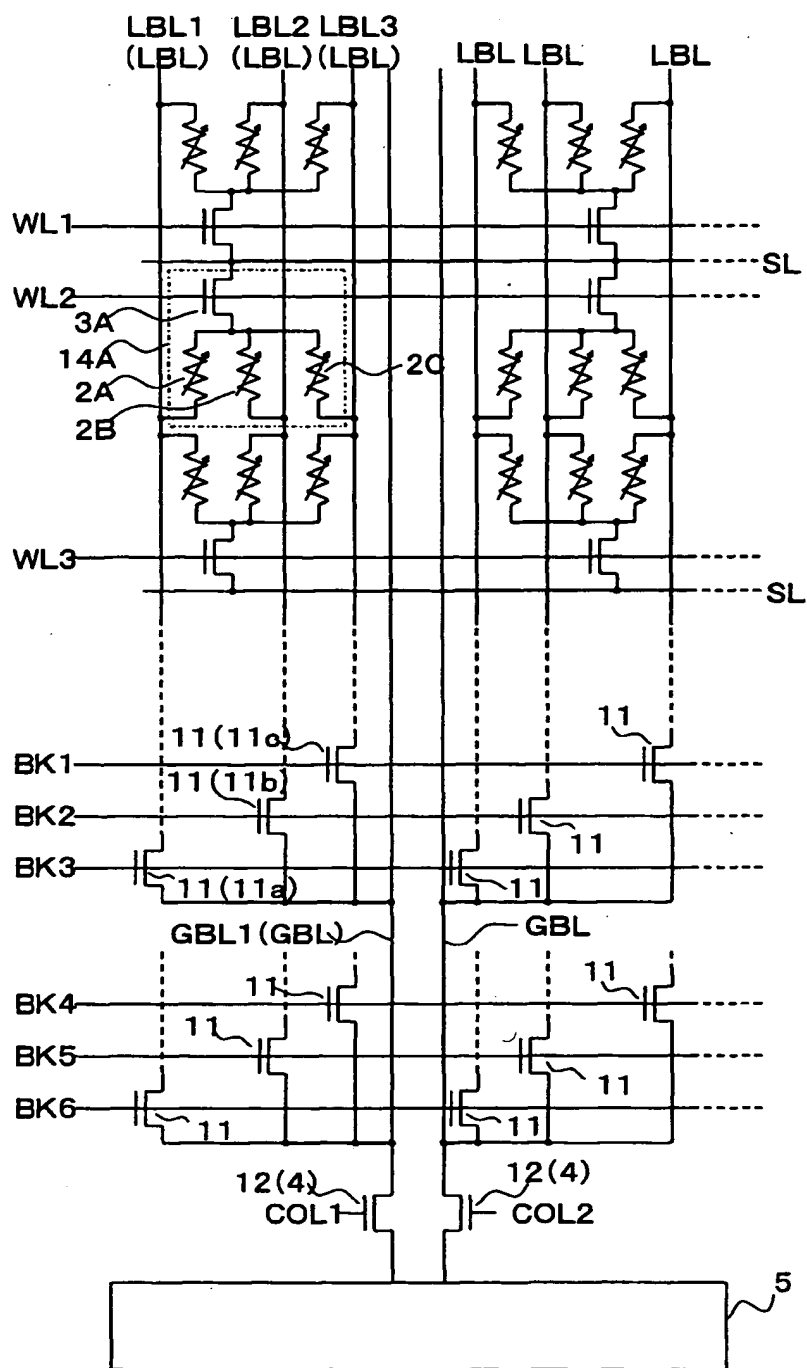 LBL1 LBL2 LBL3
(LBL) (LBL) (LBL) LBL LBL LBL
WL1
SL
WL2
3A
14A
2A
2C
2B
WL3
SL
11(11c) 11
BK1
11(11b)
BK2
11
BK3
11(11a) 11
GBL1(GBL) GBL
11 11
BK4
11
BK5
11
BK6
11 11
12(4) 12(4)
COL1 COL2
5